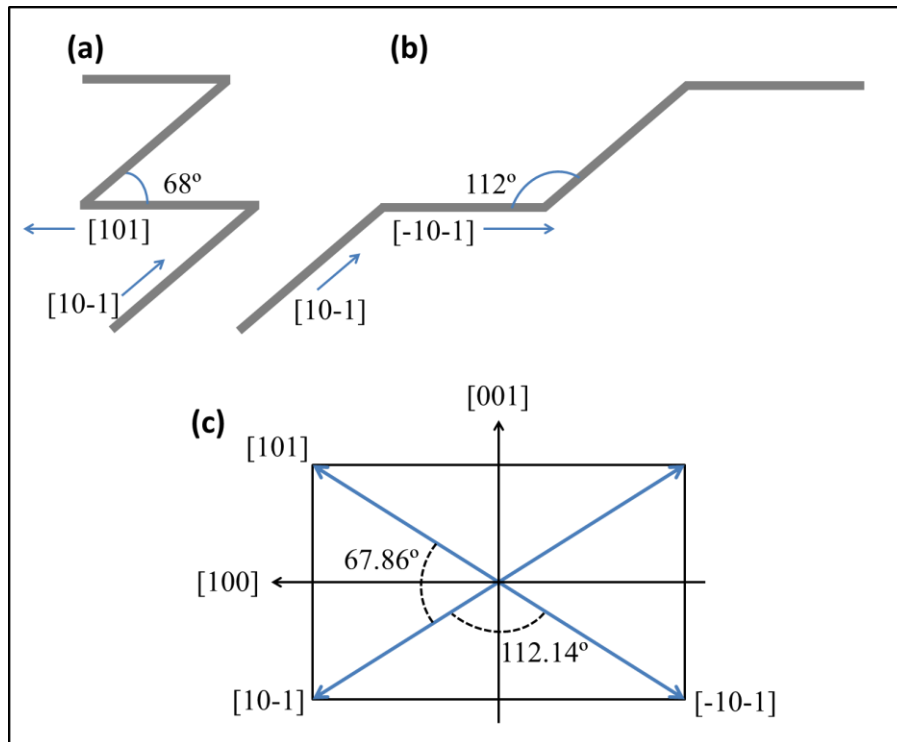 (a)
(b)
68º
112º
[101]
[-10-1]
[10-1]
[10-1]
(c)
[001]
[101]
67.86º
[100]
112.14º
[10-1]
[-10-1]